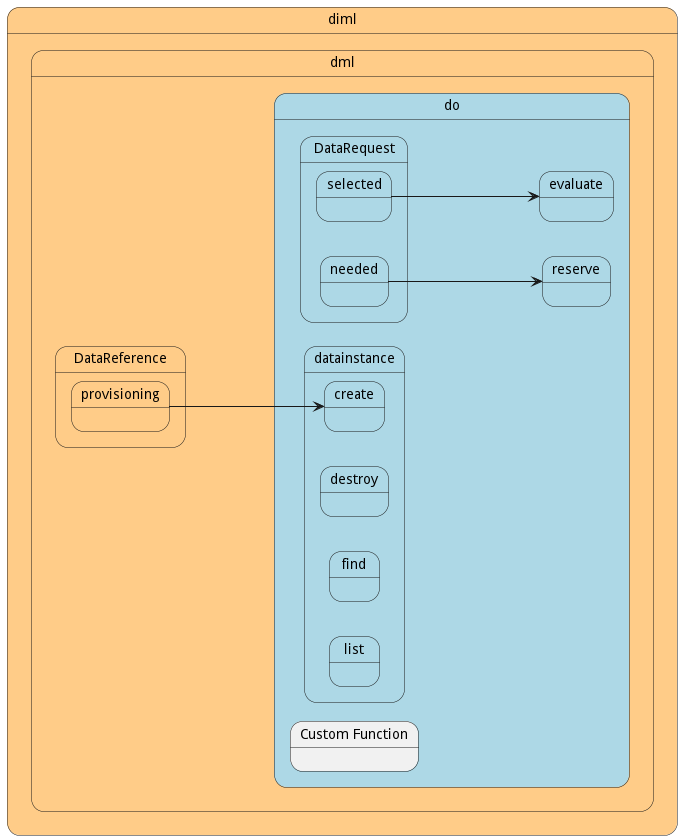 diml
dml
do
DataRequest
selected
evaluate
needed
reserve
DataReference
datainstance
provisioning
create
destroy
find
list
Custom Function